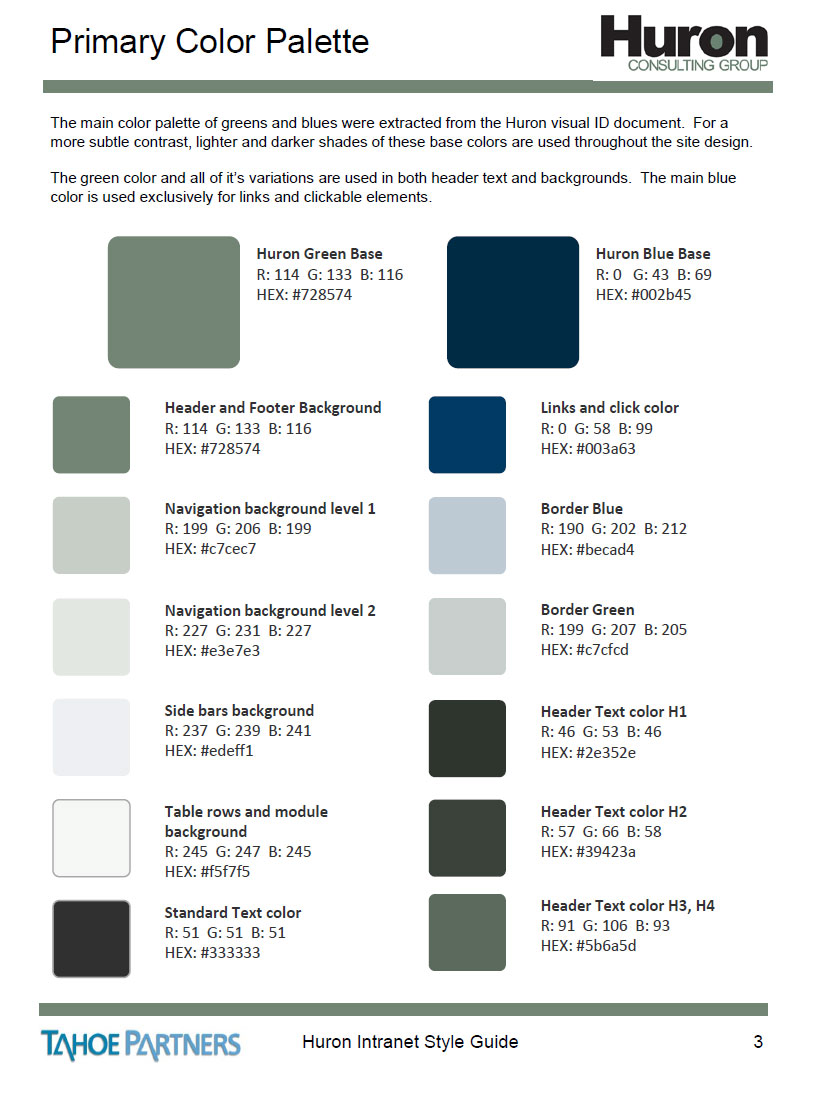 Primary Color Palette
Huron
CONSULTING GROUP
The main color palette of greens and blues were extracted from the Huron visual ID document.  For a
more subtle contrast, lighter and darker shades of these base colors are used throughout the site design.
The green color and all of it's variations are used in both header text and backgrounds.  The main blue
color is used exclusively for links and clickable elements.
Huron Green Base
R: 114  G: 133  B: 116
HEX: #728574
Huron Blue Base
R: 0   G: 43  B: 69
HEX: #002b45
Header and Footer Background
R: 114  G: 133  B: 116
HEX: #728574
Links and click color
R: 0  G: 58  B: 99
HEX: #003a63
Navigation background level 1
R: 199  G: 206  B: 199
HEX: #c7cec7
Border Blue
R: 190  G: 202  B: 212
HEX: #becad4
Navigation background level 2
R: 227  G: 231  B: 227
HEX: #e3e7e3
Border Green
R: 199  G: 207  B: 205
HEX: #c7cfcd
Side bars background
R: 237  G: 239  B: 241
HEX: #edeff1
Header Text color H1
R: 46  G: 53  B: 46
HEX: #2e352e
Table rows and module
background
R: 245  G: 247  B: 245
HEX: #f5f7f5
Header Text color H2
R: 57  G: 66  B: 58
HEX: #39423a
Standard Text color
R: 51  G: 51  B: 51
HEX: #333333
Header Text color H3, H4
R: 91  G: 106  B: 93
HEX: #5b6a5d
TAHOE PARTNERS
Huron Intranet Style Guide
3